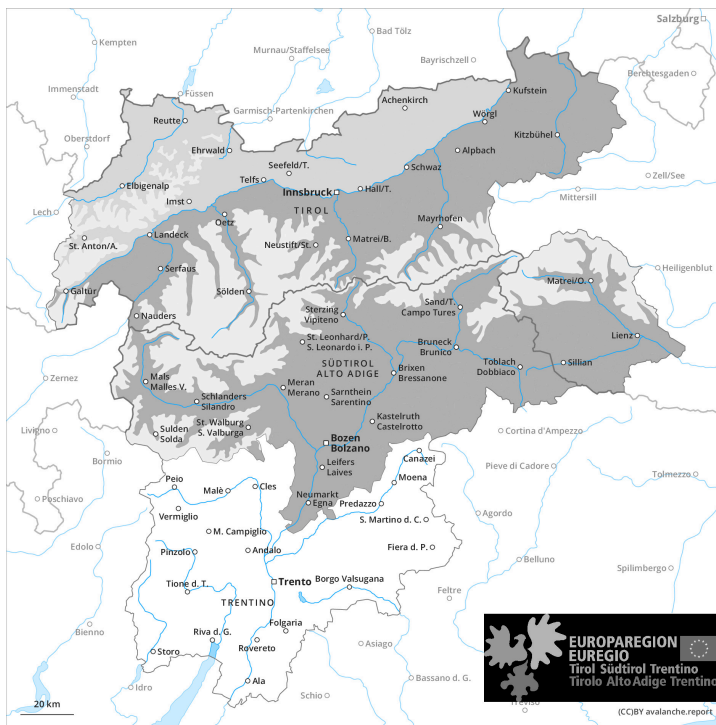 Salzburg
Kempten
Bad Tölz
Murnau/Staffelsee
Bayrischzell
Berchtesgaden
Immenstadt
Füssen
Achenkirch
Kufstein
Garmisch-Partenkirchen
Reutte
Wörgl
Oberstdorf
Kitzbühel
Ehrwald
Alpbach
Seefeld/T.
Schwaz
Telfs
Zell/See
Elbigenalp
Innsbruck
Hall/T.
Mittersill
Imst
TIROL
Lech
Oetz
Mayrhofen
Landeck
Matrei/B.
St. Anton/A.
Neustift/St.
Serfaus
Heiligenblut
Matrei/O.
Galtür
Sölden
Sand/T.
Campo Tures
Nauders
Sterzing
Vipiteno
Lienz
St. Leonhard/P.
S. Leonardo i. P.
Bruneck
Brunico
SÜDTIROL
ALTO ADIGE
Toblach
Dobbiaco
Sillian
Zernez
Mals
Malles V.
Meran
Merano
Brixen
Bressanone
Schlanders
Silandro
Sarnthein
Sarentino
St. Walburg
S. Valburga
Kastelruth
Castelrotto
Livigno
Sulden
Solda
Cortina d'Ampezzo
Bozen
Bolzano
Bormio
Canazei
Leifers
Laives
Pieve di Cadore
Tolmezzo
Peio
Malè
Cles
Moena
Poschiavo
Neumarkt
Egna
Predazzo
Vermiglio
S. Martino d. C.
Agordo
M. Campiglio
Edolo
Pinzolo
Andalo
Fiera d. P.
Belluno
Spilimbergo
Tione d. T.
Trento
Borgo Valsugana
Feltre
TRENTINO
Bienno
Folgaria
Riva d. G.
Rovereto
Asiago
Storo
Idro
Ala
Schio
Bassano d. G.
Treviso
EUROPAREGION
EUREGIO
Tirol Südtirol Trentino
Tirolo Alto Adige Trentino
20 km
(CC)BY avalanche.report